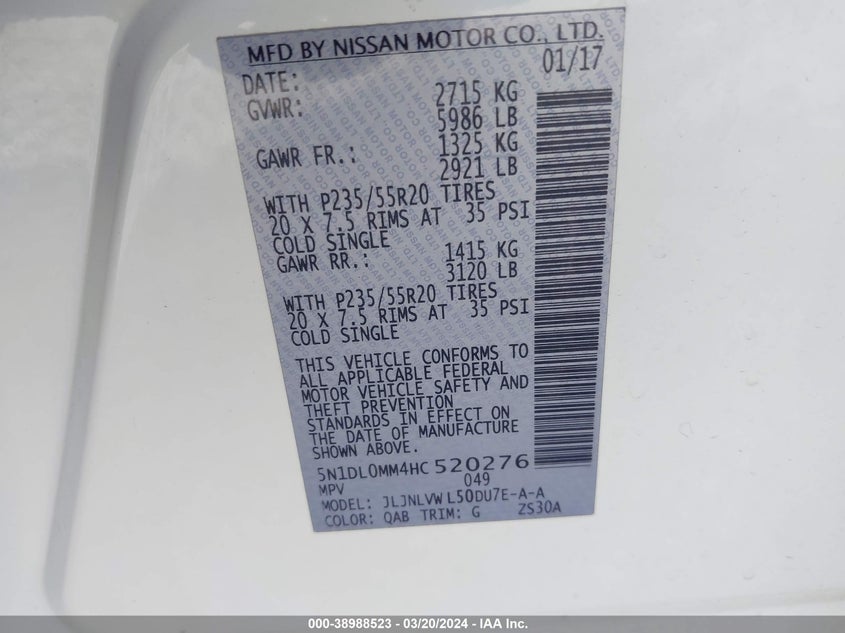 MFD BY NISSAN MOTOR CO., LTD.
DATE: 01/17
GVWR: 2715 KG
5986 LB
GAWR FR.: 1325 KG
2921 LB
WITH P235/55R20 TIRES
20 X 7.5 RIMS AT 35 PSI
COLD SINGLE
GAWR RR.: 1415 KG
3120 LB
WITH P235/55R20 TIRES
20 X 7.5 RIMS AT 35 PSI
COLD SINGLE
THIS VEHICLE CONFORMS TO
ALL APPLICABLE FEDERAL
MOTOR VEHICLE SAFETY AND
THEFT PREVENTION
STANDARDS IN EFFECT ON
THE DATE OF MANUFACTURE
SHOWN ABOVE.
5N1DL0MM4HC 520276
MPV 049
MODEL: JLJNLVW L50DU7E-A-A
COLOR: QAB TRIM: G ZS30A
000-38988523 — 03/20/2024 — IAA Inc.